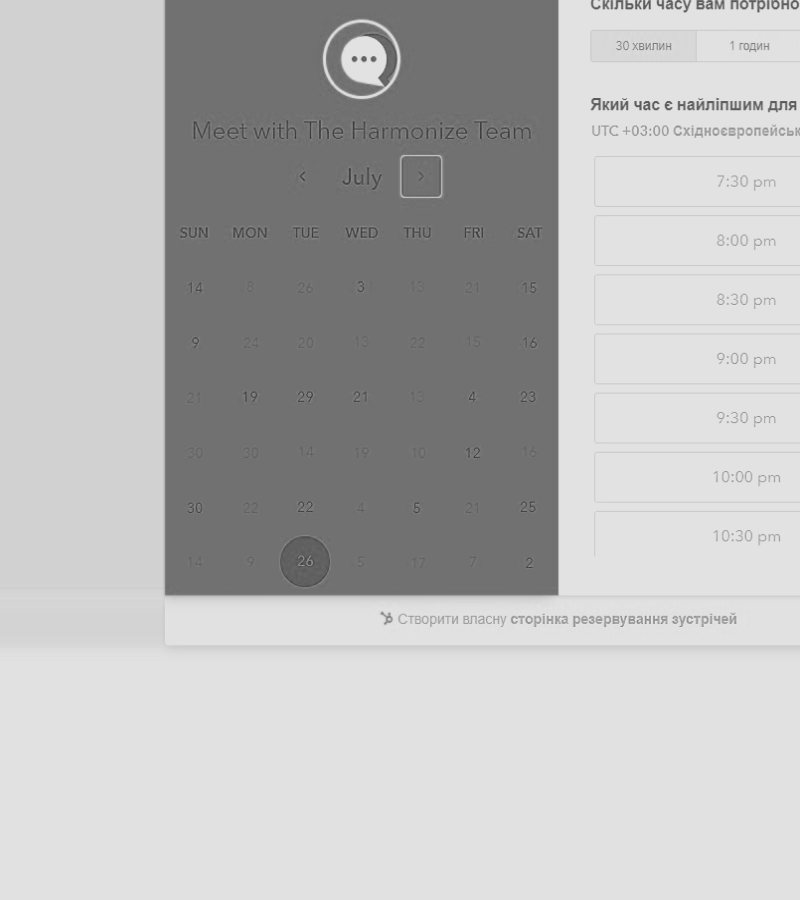 Скільки часу вам потрібно
30 хвилин 1 годин
Meet with The Harmonize Team
July
Який час є найліпшим для
UTC +03:00 Східноєвропейськ
SUN MON TUE WED THU FRI SAT
14 8 26 3 13 21 15
9 24 20 13 22 15 16
21 19 29 21 13 4 23
30 30 14 19 10 12 16
30 22 22 4 5 21 25
14 9 26 5 17 7 2
7:30 pm
8:00 pm
8:30 pm
9:00 pm
9:30 pm
10:00 pm
10:30 pm
Створити власну сторінка резервування зустрічей